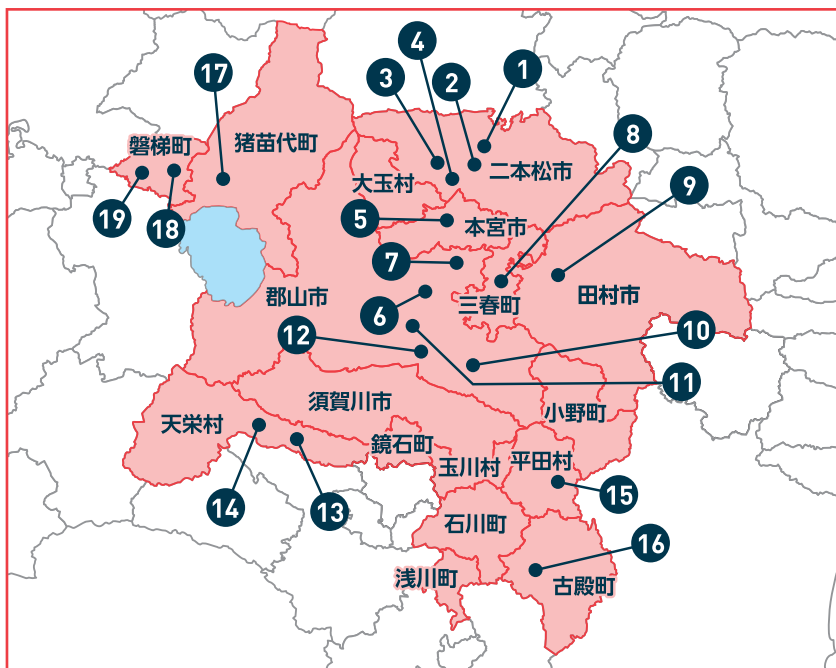 4
1
17
3
2
8
磐梯町
猪苗代町
二本松市
大玉村
9
19
18
5
本宮市
7
田村市
郡山市
三春町
6
12
10
11
須賀川市
小野町
天栄村
鏡石町
玉川村
平田村
14
13
15
石川町
16
浅川町
古殿町